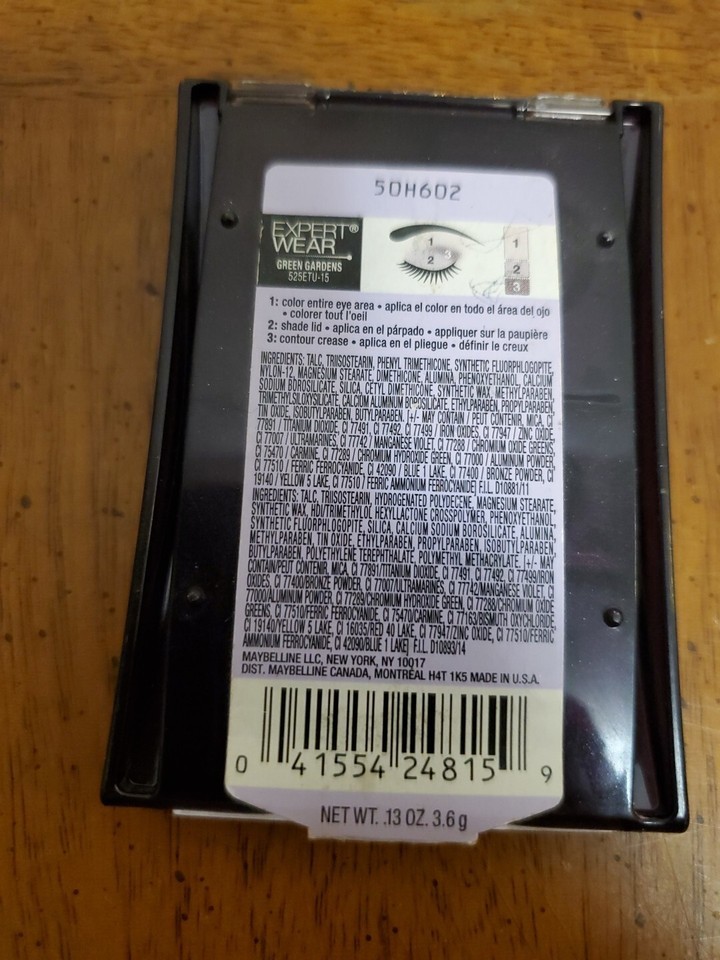 50H602
EXPERT®
WEAR
GREEN GARDENS
525ETU-15
1
2
3
1
2
3
1: color entire eye area • aplica el color en todo el área del ojo
• colorer tout l'oeil
2: shade lid • aplica en el párpado • appliquer sur la paupière
3: contour crease • aplica en el pliegue • définir le creux
INGREDIENTS: TALC, TRIISOSTEARIN, PHENYL TRIMETHICONE, SYNTHETIC FLUORPHLOGOPITE,
NYLON-12, MAGNESIUM STEARATE, DIMETHICONE, ALUMINA, PHENOXYETHANOL, CALCIUM
SODIUM BOROSILICATE, SILICA, CETYL DIMETHICONE, SYNTHETIC WAX, METHYLPARABEN,
TRIMETHYLSILOXYSILICATE, CALCIUM ALUMINUM BOROSILICATE, ETHYLPARABEN, PROPYLPARABEN,
TIN OXIDE, ISOBUTYLPARABEN, BUTYLPARABEN. [+/- MAY CONTAIN / PEUT CONTENIR, MICA, CI
77891 / TITANIUM DIOXIDE, CI 77491, CI 77492, CI 77499 / IRON OXIDES, CI 77947 / ZINC OXIDE,
CI 77007 / ULTRAMARINES, CI 77742 / MANGANESE VIOLET, CI 77288 / CHROMIUM OXIDE GREENS,
CI 75470 / CARMINE, CI 77289 / CHROMIUM HYDROXIDE GREEN, CI 77000 / ALUMINUM POWDER,
CI 77510 / FERRIC FERROCYANIDE, CI 42090 / BLUE 1 LAKE, CI 77400 / BRONZE POWDER, CI
19140 / YELLOW 5 LAKE, CI 77510 / FERRIC AMMONIUM FERROCYANIDE] F.I.L. D10881/11
INGREDIENTS: TALC, TRIISOSTEARIN, HYDROGENATED POLYDECENE, MAGNESIUM STEARATE,
SYNTHETIC WAX, HDI/TRIMETHYLOL HEXYLLACTONE CROSSPOLYMER, PHENOXYETHANOL,
SYNTHETIC FLUORPHLOGOPITE, SILICA, CALCIUM SODIUM BOROSILICATE, ALUMINA,
METHYLPARABEN, TIN OXIDE, ETHYLPARABEN, PROPYLPARABEN, ISOBUTYLPARABEN,
BUTYLPARABEN, POLYETHYLENE TEREPHTHALATE, POLYMETHYL METHACRYLATE. [+/- MAY
CONTAIN/PEUT CONTENIR, MICA, CI 77891/TITANIUM DIOXIDE, CI 77491, CI 77492, CI 77499/IRON
OXIDES, CI 77400/BRONZE POWDER, CI 77007/ULTRAMARINES, CI 77742/MANGANESE VIOLET, CI
77000/ALUMINUM POWDER, CI 77289/CHROMIUM HYDROXIDE GREEN, CI 77288/CHROMIUM OXIDE
GREENS, CI 77510/FERRIC FERROCYANIDE, CI 75470/CARMINE, CI 77163/BISMUTH OXYCHLORIDE,
CI 19140/YELLOW 5 LAKE, CI 16035/RED 40 LAKE, CI 77947/ZINC OXIDE, CI 77510/FERRIC
AMMONIUM FERROCYANIDE, CI 42090/BLUE 1 LAKE] F.I.L. D10893/14
MAYBELLINE LLC, NEW YORK, NY 10017
DIST. MAYBELLINE CANADA, MONTRÉAL H4T 1K5 MADE IN U.S.A.
0 41554 24815 9
NET WT. .13 OZ. 3.6 g